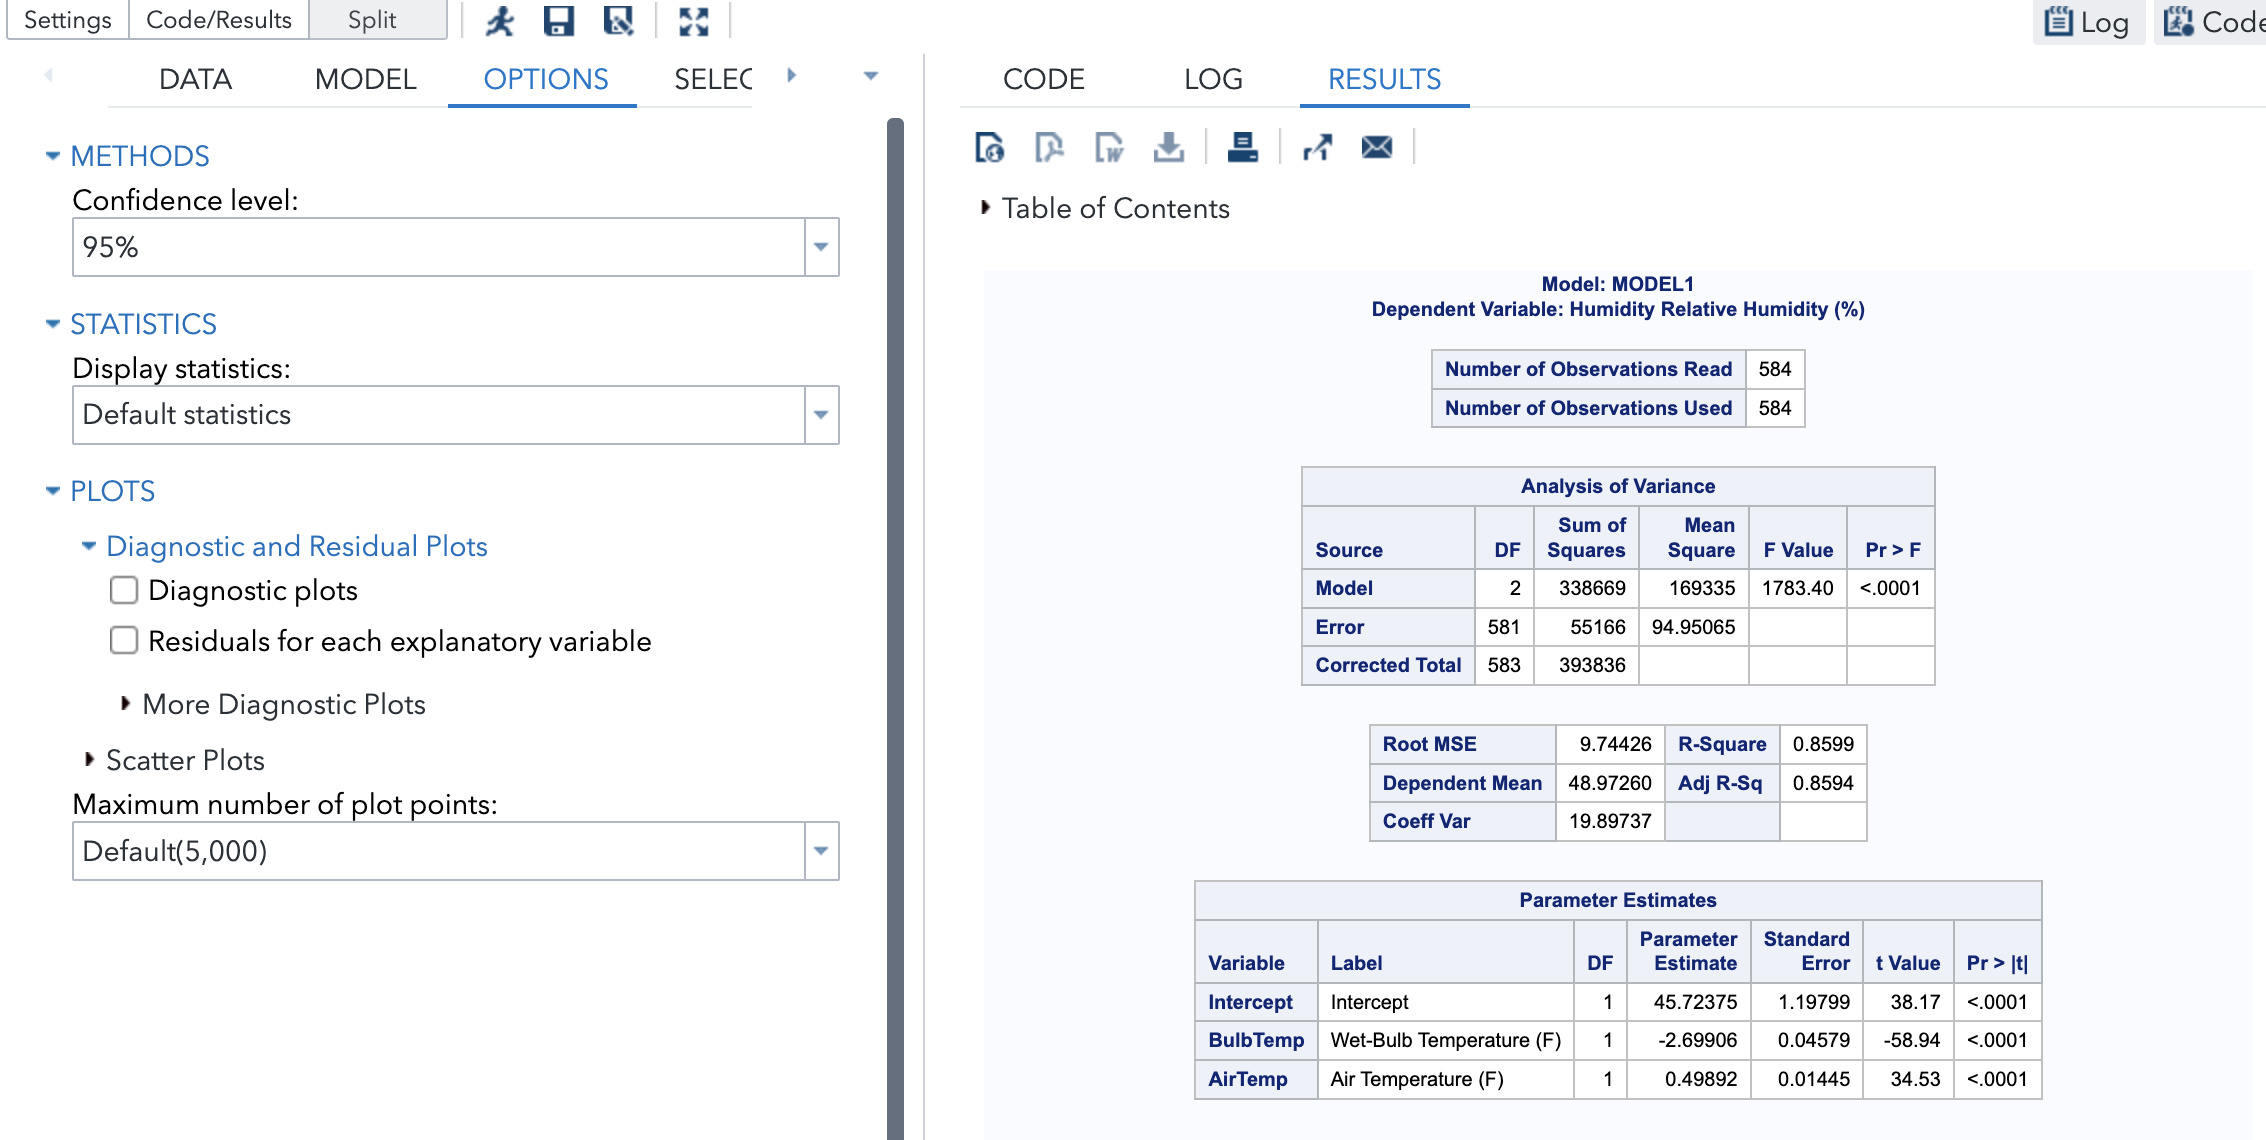 Settings Code/Results Split
Log
DATA MODEL OPTIONS
METHODS
Confidence level:
95%
STATISTICS
Display statistics:
Default statistics
PLOTS
Diagnostic and Residual Plots
Diagnostic plots
Residuals for each explanatory variable
More Diagnostic Plots
Scatter Plots
Maximum number of plot points:
Default(5,000)
CODE LOG RESULTS
Table of Contents
Model: MODEL1
Dependent Variable: Humidity Relative Humidity (%)
Number of Observations Read 584
Number of Observations Used 584
Analysis of Variance
Source DF Sum of Squares Mean Square F Value Pr > F
Model 2 338669 169335 1783.40 <.0001
Error 581 55166 94.95065
Corrected Total 583 393836
Root MSE 9.74426 R-Square 0.8599
Dependent Mean 48.97260 Adj R-Sq 0.8594
Coeff Var 19.89737
Parameter Estimates
Variable Label DF Parameter Estimate Standard Error t Value Pr > |t|
Intercept Intercept 1 45.72375 1.19799 38.17 <.0001
BulbTemp Wet-Bulb Temperature (F) 1 -2.69906 0.04579 -58.94 <.0001
AirTemp Air Temperature (F) 1 0.49892 0.01445 34.53 <.0001